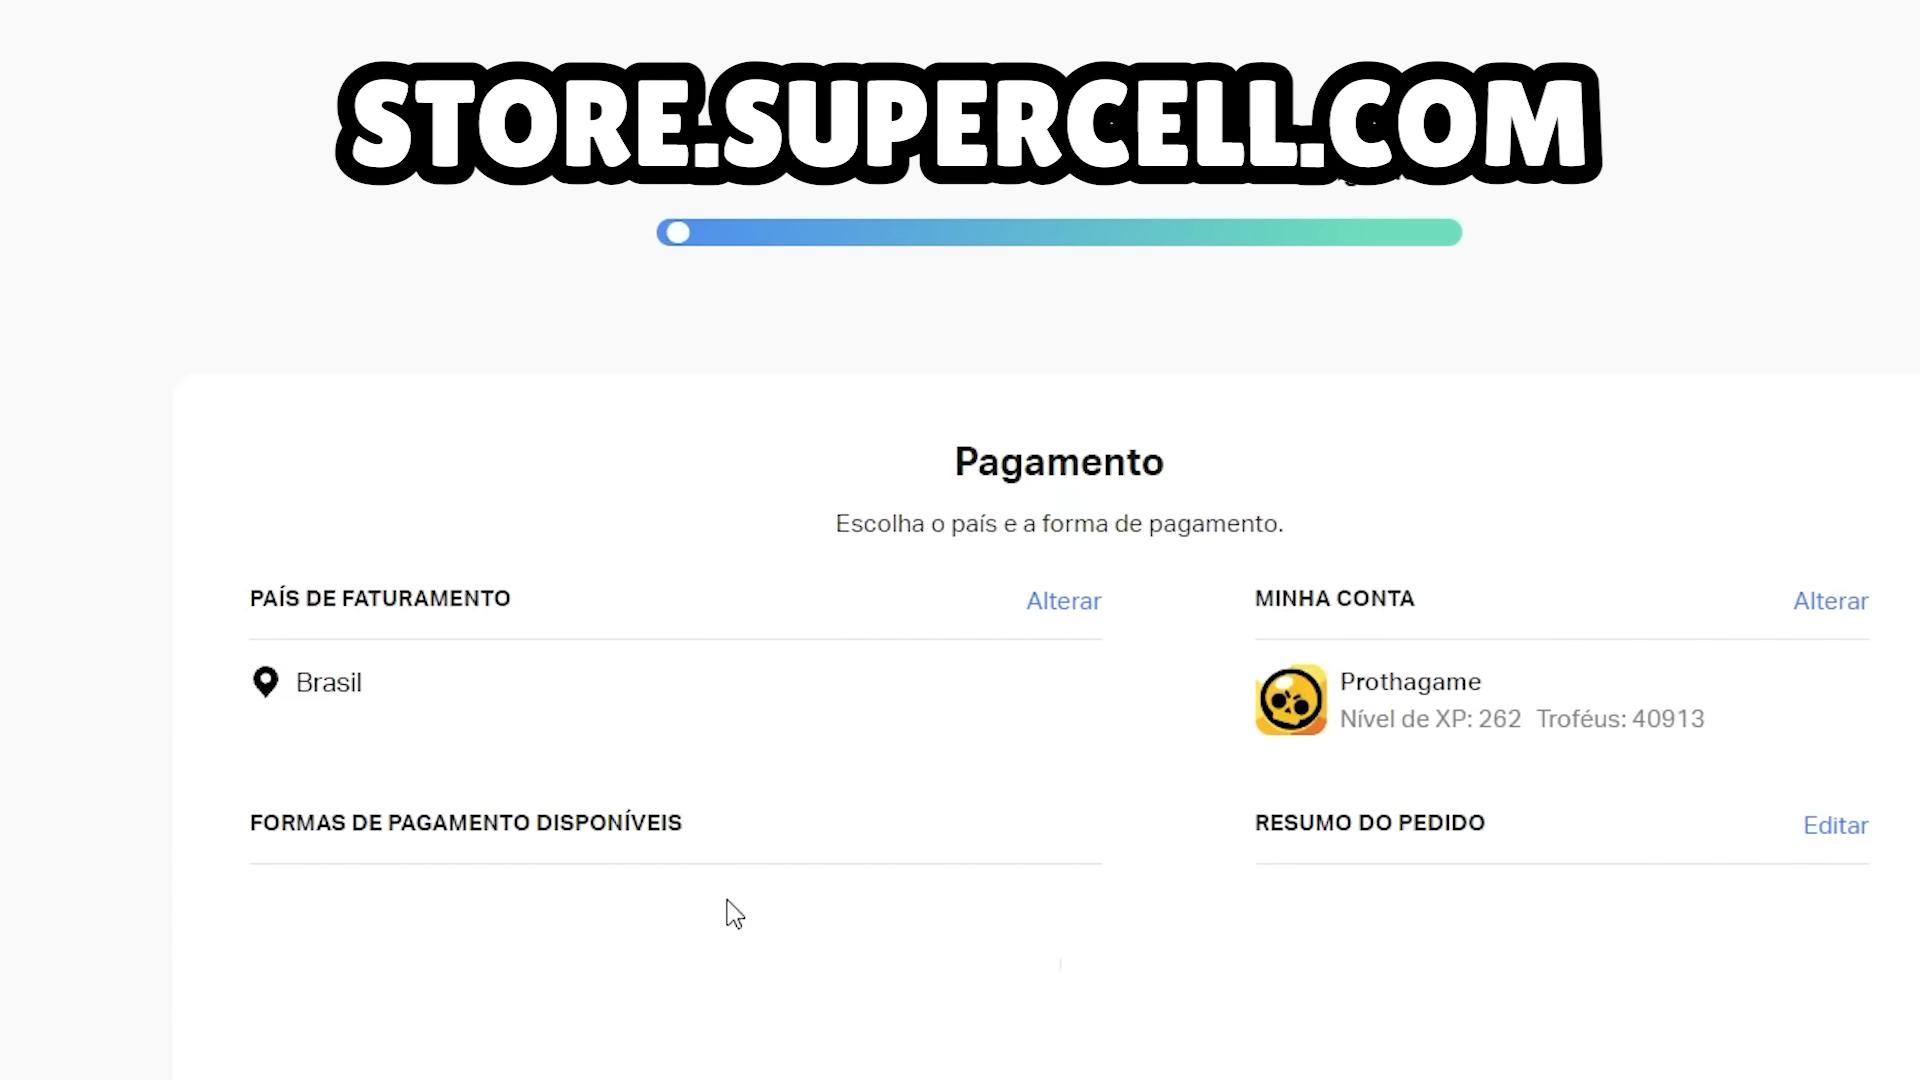 STORE.SUPERCELL.COM
Pagamento
Escolha o país e a forma de pagamento.
PAÍS DE FATURAMENTO
Alterar
Brasil
MINHA CONTA
Alterar
Prothagame
Nível de XP: 262 Troféus: 40913
FORMAS DE PAGAMENTO DISPONÍVEIS
RESUMO DO PEDIDO
Editar